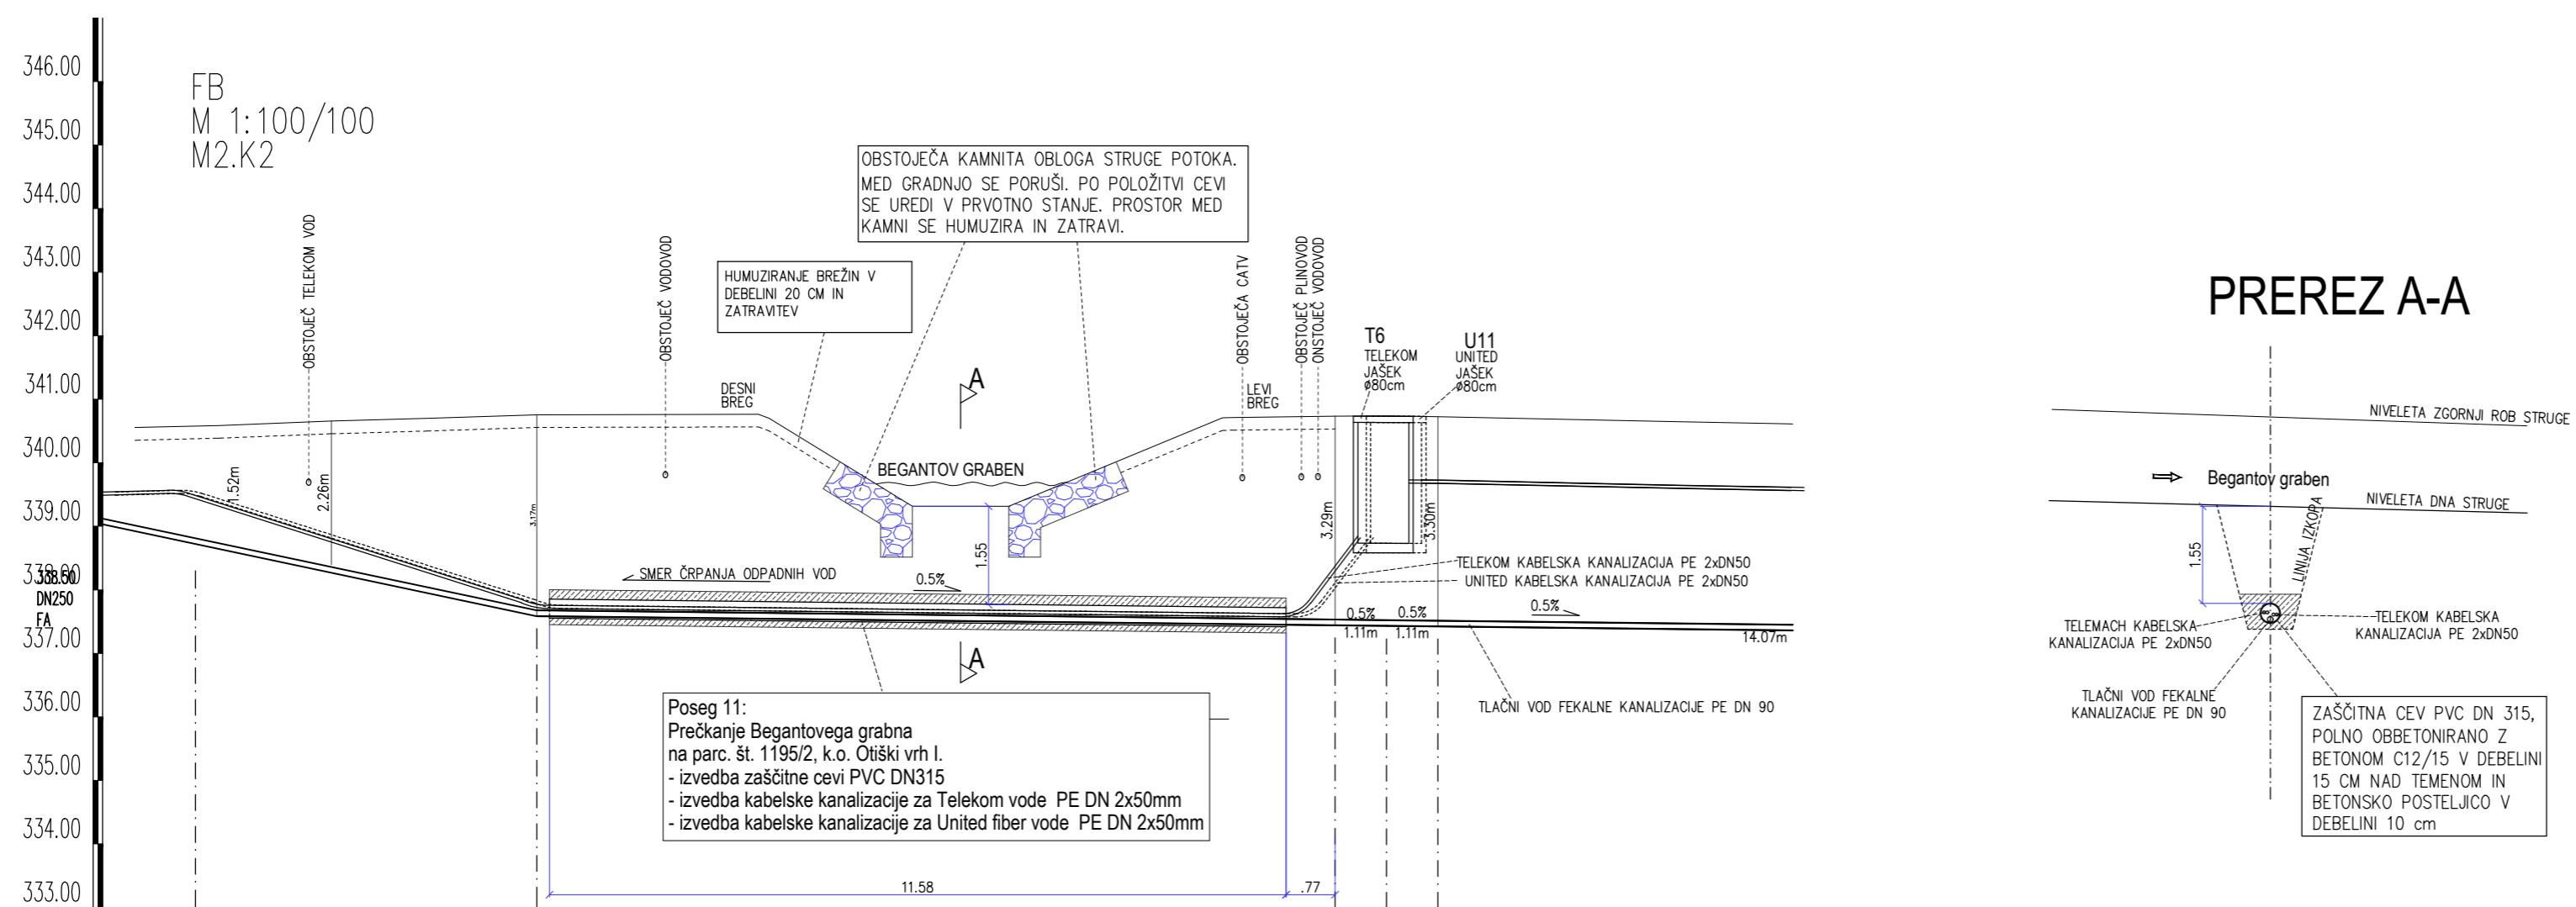 346.00
345.00
344.00
343.00
342.00
341.00
340.00
339.00
338.00
338.50
DN250
FA
337.00
336.00
335.00
334.00
333.00
FB
M 1:100/100
M2.K2
OBSTOJEČ TELEKOM VOD
1.52m
2.26m
3.17m
OBSTOJEČ VODOVOD
HUMUZIRANJE BREŽIN V
DEBELINI 20 CM IN
ZATRAVITEV
OBSTOJEČA KAMNITA OBLOGA STRUGE POTOKA.
MED GRADNJO SE PORUŠI. PO POLOŽITVI CEVI
SE UREDI V PRVOTNO STANJE. PROSTOR MED
KAMNI SE HUMUZIRA IN ZATRAVI.
DESNI
BREG
A
BEGANTOV GRABEN
LEVI
BREG
OBSTOJEČA CATV
OBSTOJEČ PLINOVOD
ONSTOJEČ VODOVOD
T6
TELEKOM
JAŠEK
ø80cm
U11
UNITED
JAŠEK
ø80cm
3.29m
3.30m
1.55
SMER ČRPANJA ODPADNIH VOD
0.5%
TELEKOM KABELSKA KANALIZACIJA PE 2xDN50
UNITED KABELSKA KANALIZACIJA PE 2xDN50
0.5%
1.11m
0.5%
1.11m
0.5%
14.07m
A
TLAČNI VOD FEKALNE KANALIZACIJE PE DN 90
Poseg 11:
Prečkanje Begantovega grabna
na parc. št. 1195/2, k.o. Otiški vrh I.
- izvedba zaščitne cevi PVC DN315
- izvedba kabelske kanalizacije za Telekom vode PE DN 2x50mm
- izvedba kabelske kanalizacije za United fiber vode PE DN 2x50mm
11.58
.77
PREREZ A-A
NIVELETA ZGORNJI ROB STRUGE
Begantov graben
NIVELETA DNA STRUGE
LINIJA IZKOPA
1.55
TELEMACH KABELSKA
KANALIZACIJA PE 2xDN50
TELEKOM KABELSKA
KANALIZACIJA PE 2xDN50
TLAČNI VOD FEKALNE
KANALIZACIJE PE DN 90
ZAŠČITNA CEV PVC DN 315,
POLNO OBBETONIRANO Z
BETONOM C12/15 V DEBELINI
15 CM NAD TEMENOM IN
BETONSKO POSTELJICO V
DEBELINI 10 cm